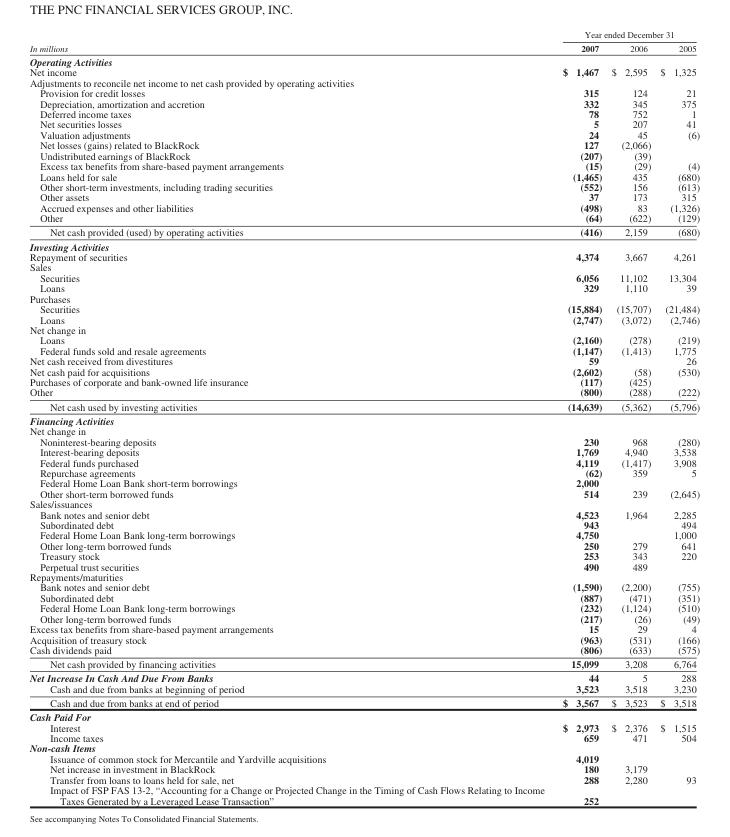 THE PNC FINANCIAL SERVICES GROUP, INC.
Year ended December 31
In millions 2007 2006 2005
Operating Activities
Net income $ 1,467 $ 2,595 $ 1,325
Adjustments to reconcile net income to net cash provided by operating activities
Provision for credit losses 315 124 21
Depreciation, amortization and accretion 332 345 375
Deferred income taxes 78 752 1
Net securities losses 5 207 41
Valuation adjustments 24 45 (6)
Net losses (gains) related to BlackRock 127 (2,066)
Undistributed earnings of BlackRock (207) (39)
Excess tax benefits from share-based payment arrangements (15) (29) (4)
Loans held for sale (1,465) 435 (680)
Other short-term investments, including trading securities (552) 156 (613)
Other assets 37 173 315
Accrued expenses and other liabilities (498) 83 (1,326)
Other (64) (622) (129)
Net cash provided (used) by operating activities (416) 2,159 (680)
Investing Activities
Repayment of securities 4,374 3,667 4,261
Sales
Securities 6,056 11,102 13,304
Loans 329 1,110 39
Purchases
Securities (15,884) (15,707) (21,484)
Loans (2,747) (3,072) (2,746)
Net change in
Loans (2,160) (278) (219)
Federal funds sold and resale agreements (1,147) (1,413) 1,775
Net cash received from divestitures 59 26
Net cash paid for acquisitions (2,602) (58) (530)
Purchases of corporate and bank-owned life insurance (117) (425)
Other (800) (288) (222)
Net cash used by investing activities (14,639) (5,362) (5,796)
Financing Activities
Net change in
Noninterest-bearing deposits 230 968 (280)
Interest-bearing deposits 1,769 4,940 3,538
Federal funds purchased 4,119 (1,417) 3,908
Repurchase agreements (62) 359 5
Federal Home Loan Bank short-term borrowings 2,000
Other short-term borrowed funds 514 239 (2,645)
Sales/issuances
Bank notes and senior debt 4,523 1,964 2,285
Subordinated debt 943 494
Federal Home Loan Bank long-term borrowings 4,750 1,000
Other long-term borrowed funds 250 279 641
Treasury stock 253 343 220
Perpetual trust securities 490 489
Repayments/maturities
Bank notes and senior debt (1,590) (2,200) (755)
Subordinated debt (887) (471) (351)
Federal Home Loan Bank long-term borrowings (232) (1,124) (510)
Other long-term borrowed funds (217) (26) (49)
Excess tax benefits from share-based payment arrangements 15 29 4
Acquisition of treasury stock (963) (531) (166)
Cash dividends paid (806) (633) (575)
Net cash provided by financing activities 15,099 3,208 6,764
Net Increase In Cash And Due From Banks 44 5 288
Cash and due from banks at beginning of period 3,523 3,518 3,230
Cash and due from banks at end of period $ 3,567 $ 3,523 $ 3,518
Cash Paid For
Interest $ 2,973 $ 2,376 $ 1,515
Income taxes 659 471 504
Non-cash Items
Issuance of common stock for Mercantile and Yardville acquisitions 4,019
Net increase in investment in BlackRock 180 3,179
Transfer from loans to loans held for sale, net 288 2,280 93
Impact of FSP FAS 13-2, “Accounting for a Change or Projected Change in the Timing of Cash Flows Relating to Income
Taxes Generated by a Leveraged Lease Transaction” 252
See accompanying Notes To Consolidated Financial Statements.